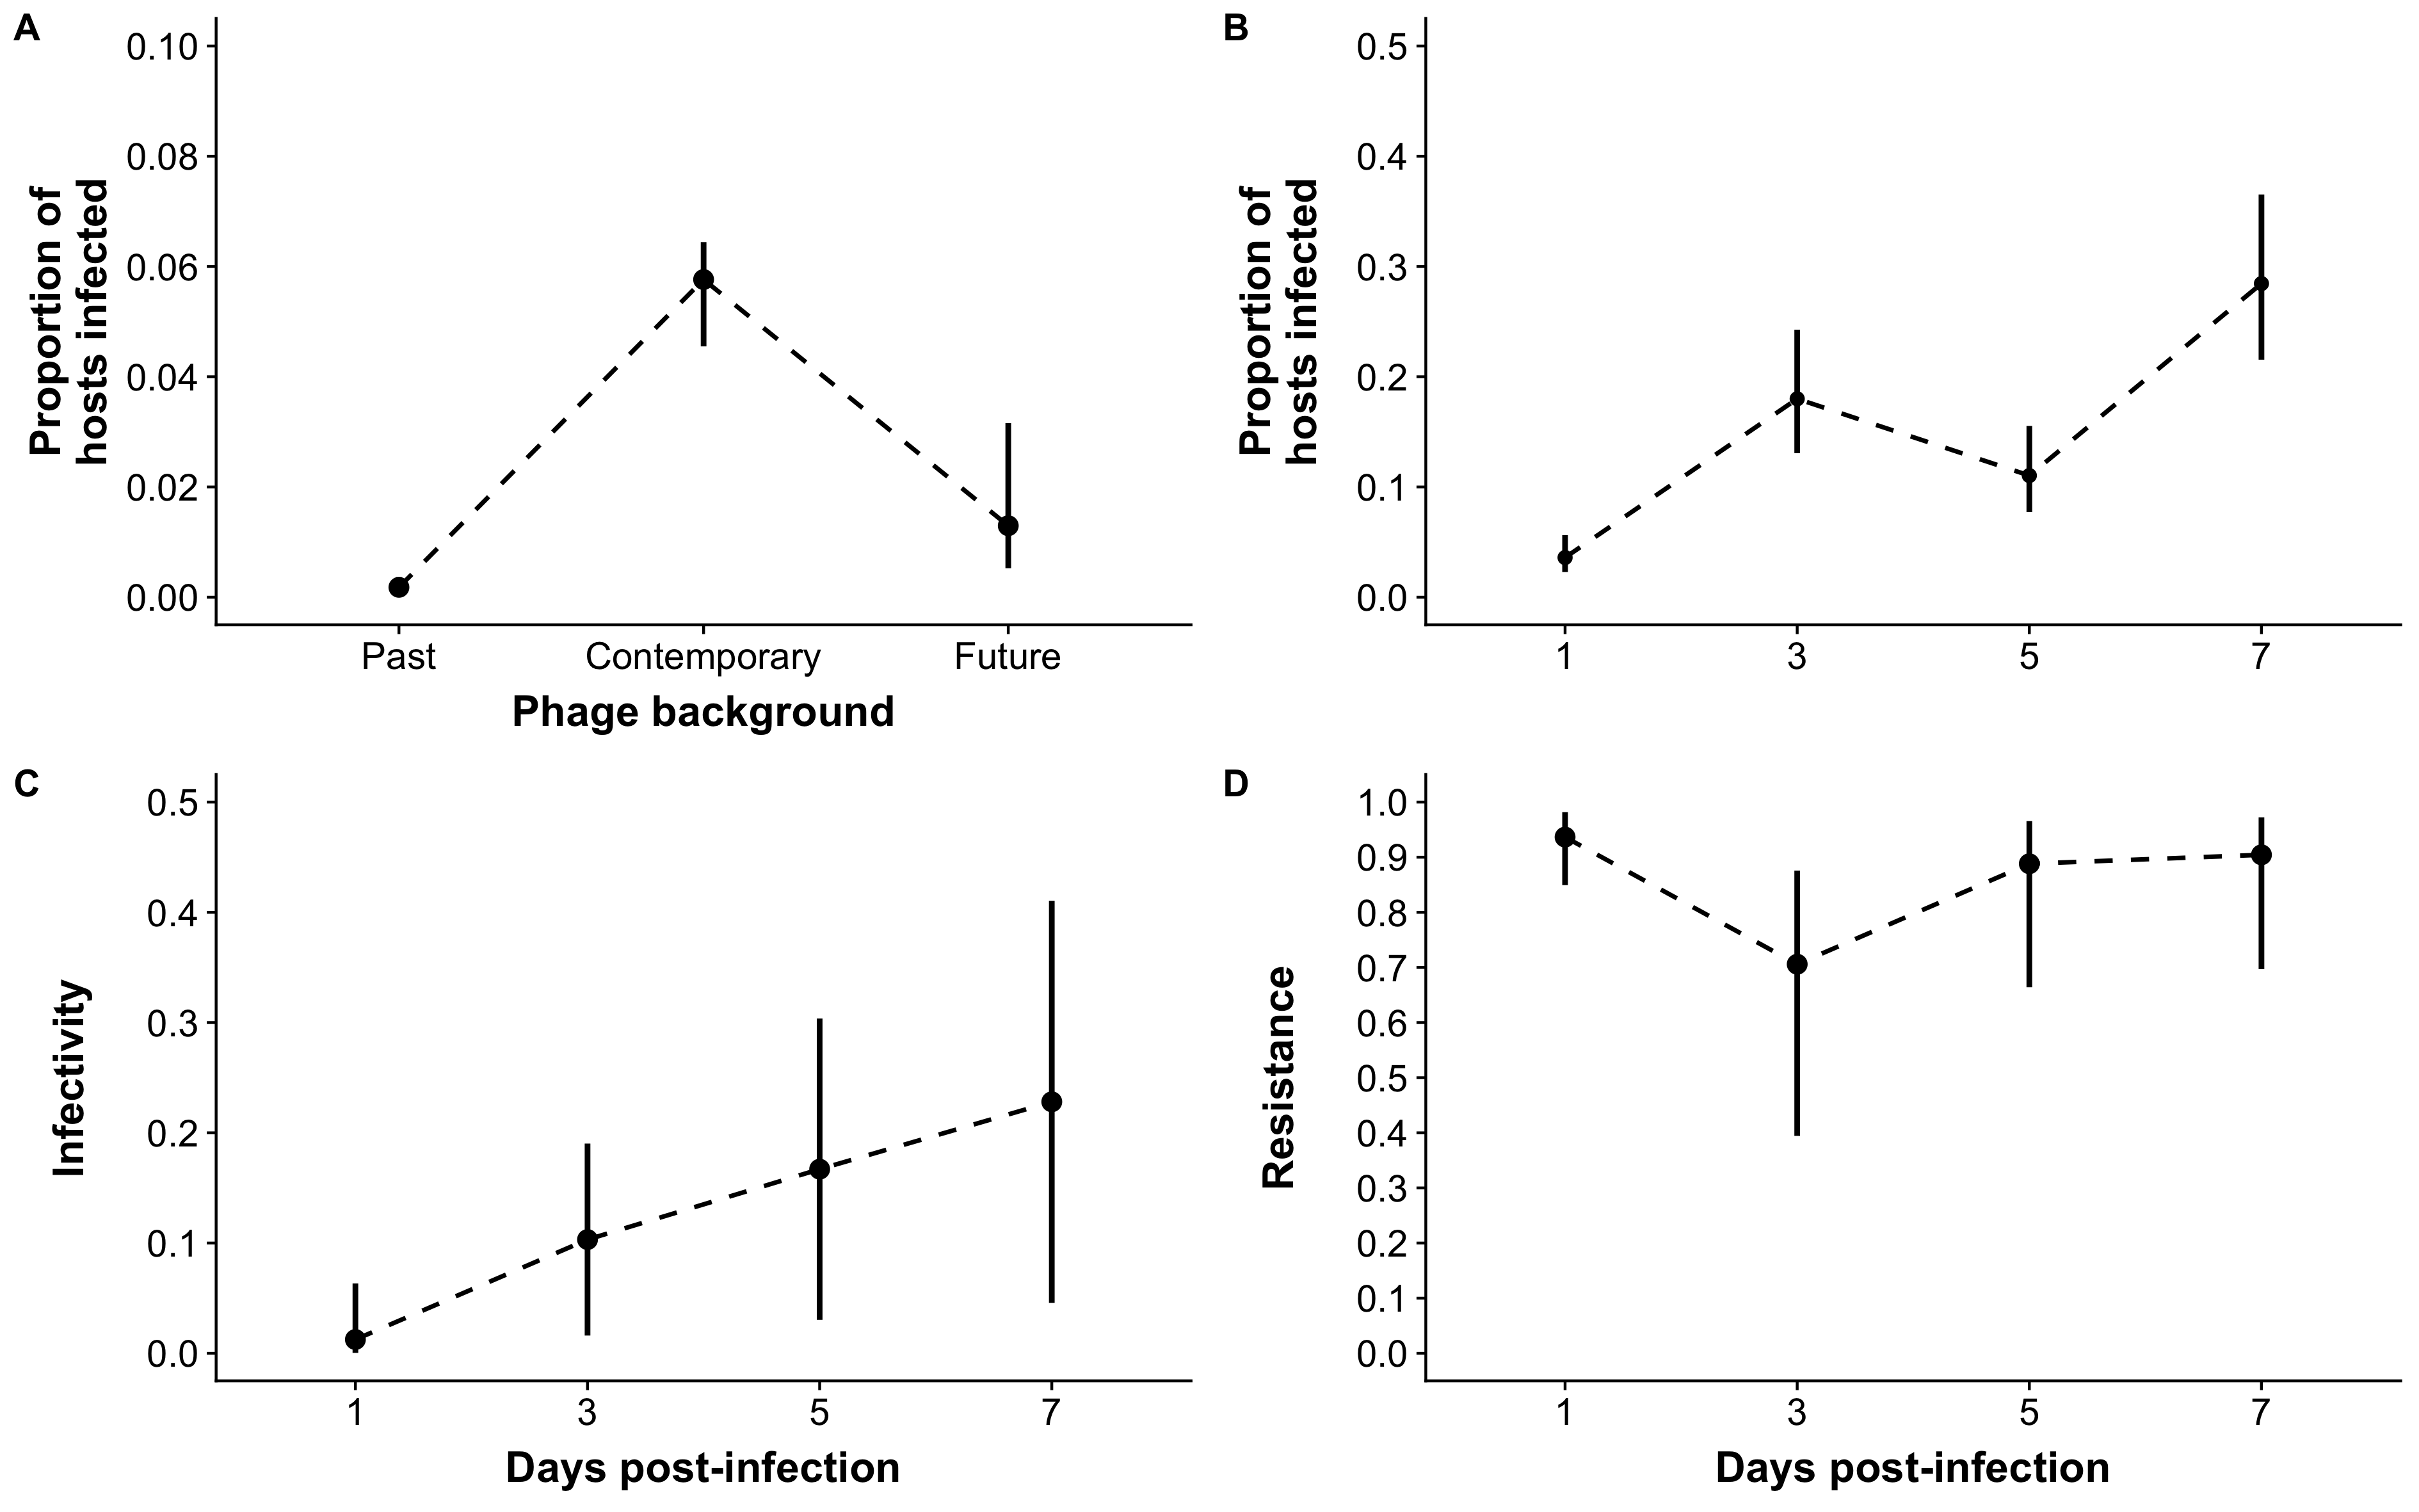 A
0.10
0.08
0.06
0.04
0.02
0.00
Proportion of
hosts infected
Past Contemporary Future
Phage background
B
0.5
0.4
0.3
0.2
0.1
0.0
Proportion of
hosts infected
1 3 5 7
C
0.5
0.4
0.3
0.2
0.1
0.0
Infectivity
1 3 5 7
Days post-infection
D
1.0
0.9
0.8
0.7
0.6
0.5
0.4
0.3
0.2
0.1
0.0
Resistance
1 3 5 7
Days post-infection